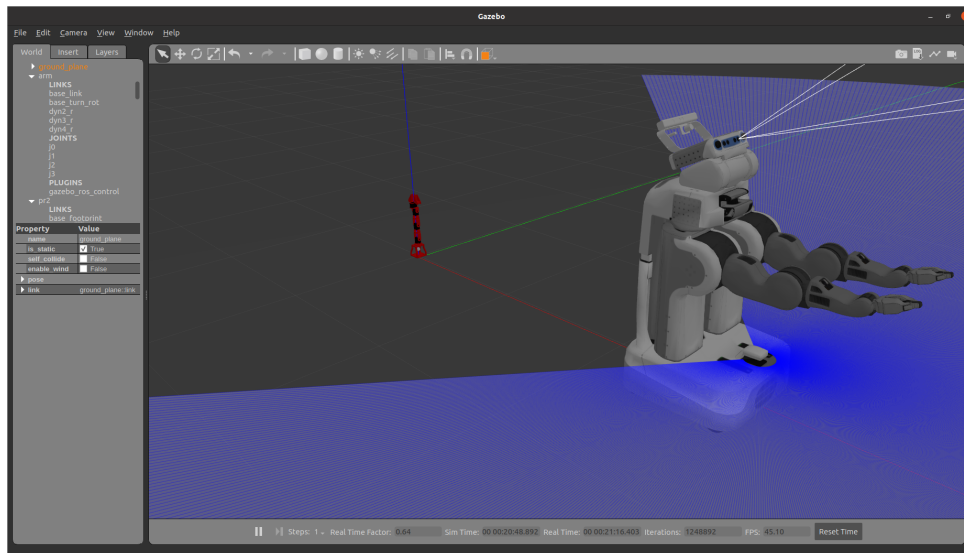 Gazebo
File Edit Camera View Window Help
World Insert Layers
ground_plane
arm
LINKS
base_link
base_turn_rot
dyn2_r
dyn3_r
dyn4_r
JOINTS
j0
j1
j2
j3
PLUGINS
gazebo_ros_control
pr2
LINKS
base_footprint
Property Value
name ground_plane
is_static True
self_collide False
enable_wind False
pose
link ground_plane::link
Steps: 1 Real Time Factor: 0.64 Sim Time: 00 00:20:48.892 Real Time: 00 00:21:16.403 Iterations: 1248892 FPS: 45.10 Reset Time